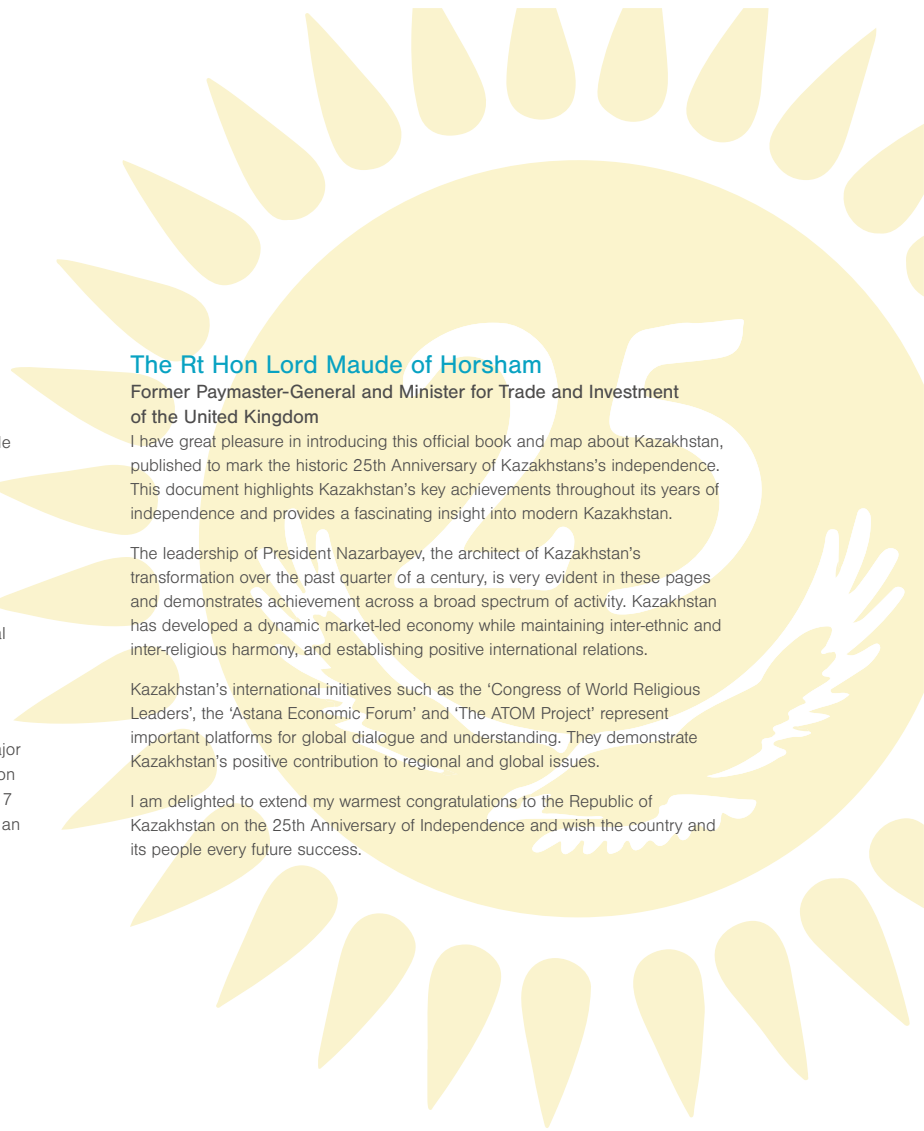 The Rt Hon Lord Maude of Horsham
Former Paymaster-General and Minister for Trade and Investment
of the United Kingdom
I have great pleasure in introducing this official book and map about Kazakhstan,
published to mark the historic 25th Anniversary of Kazakhstans's independence.
This document highlights Kazakhstan's key achievements throughout its years of
independence and provides a fascinating insight into modern Kazakhstan.
The leadership of President Nazarbayev, the architect of Kazakhstan's
transformation over the past quarter of a century, is very evident in these pages
and demonstrates achievement across a broad spectrum of activity. Kazakhstan
has developed a dynamic market-led economy while maintaining inter-ethnic and
inter-religious harmony, and establishing positive international relations.
Kazakhstan's international initiatives such as the ‘Congress of World Religious
Leaders’, the ‘Astana Economic Forum’ and ‘The ATOM Project’ represent
important platforms for global dialogue and understanding. They demonstrate
Kazakhstan's positive contribution to regional and global issues.
I am delighted to extend my warmest congratulations to the Republic of
Kazakhstan on the 25th Anniversary of Independence and wish the country and
its people every future success.
25
7
an